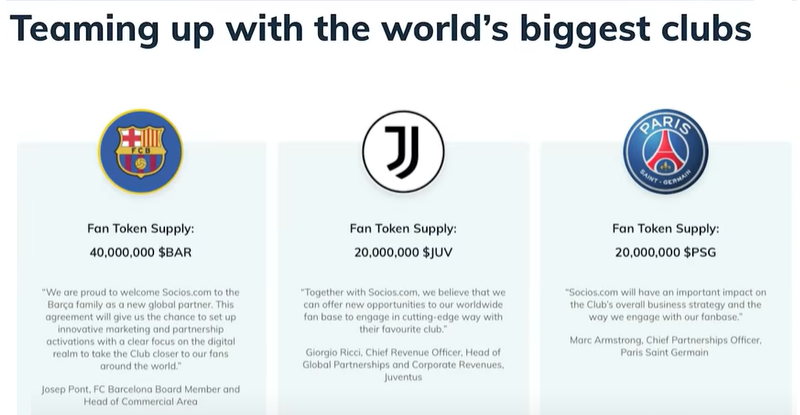 Teaming up with the world's biggest clubs
FCB
JJ
PARIS
SAINT-GERMAIN
Fan Token Supply:
40,000,000 $BAR
"We are proud to welcome Socios.com to the
Barça family as a new global partner. This
agreement will give us the chance to set up
innovative marketing and partnership
activations with a clear focus on the digital
realm to take the Club closer to our fans
around the world."
Josep Pont, FC Barcelona Board Member and
Head of Commercial Area
Fan Token Supply:
20,000,000 $JUV
"Together with Socios.com, we believe that we
can offer new opportunities to our worldwide
fan base to engage in cutting-edge way with
their favourite club."
Giorgio Ricci, Chief Revenue Officer, Head of
Global Partnerships and Corporate Revenues,
Juventus
Fan Token Supply:
20,000,000 $PSG
"Socios.com will have an important impact on
the Club's overall business strategy and the
way we engage with our fanbase."
Marc Armstrong, Chief Partnerships Officer,
Paris Saint Germain